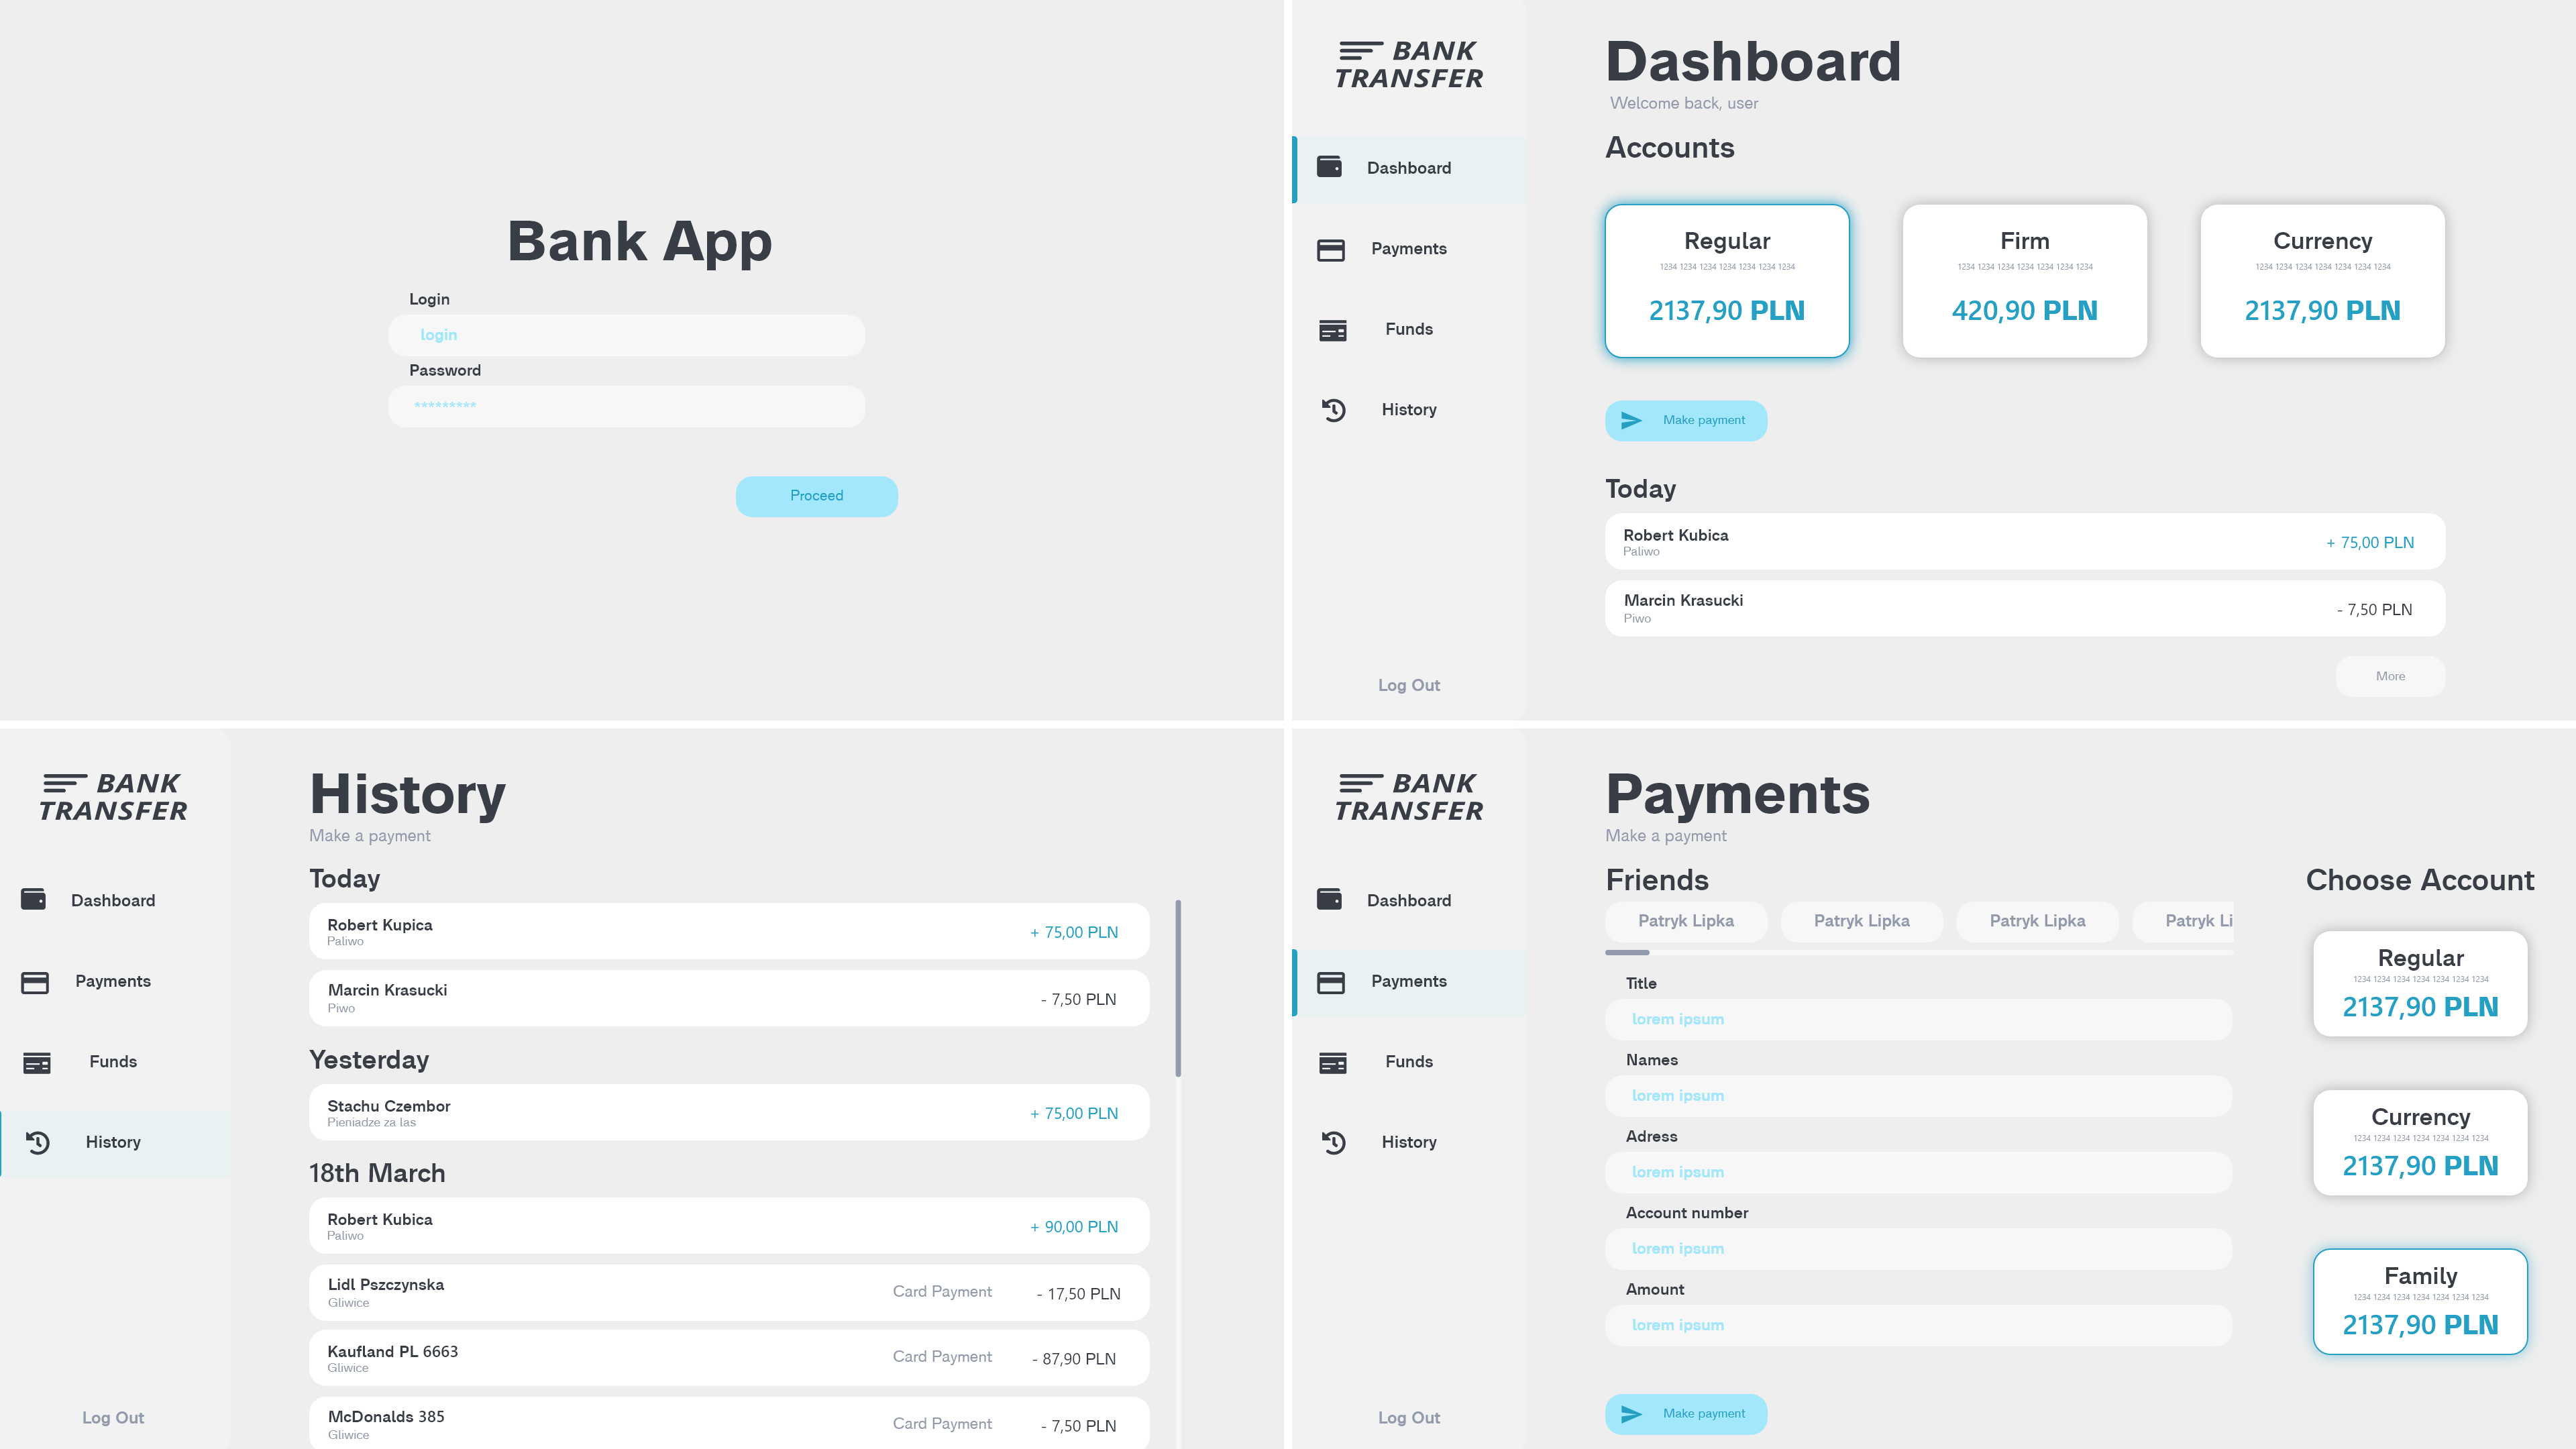 Bank App
Login
login
Password
*********
Proceed
BANK
TRANSFER
Dashboard
Payments
Funds
History
Log Out
Dashboard
Welcome back, user
Accounts
Regular
1234 1234 1234 1234 1234 1234 1234
2137,90 PLN
Firm
1234 1234 1234 1234 1234 1234 1234
420,90 PLN
Currency
1234 1234 1234 1234 1234 1234 1234
2137,90 PLN
Make payment
Today
Robert Kubica
Paliwo
+ 75,00 PLN
Marcin Krasucki
Piwo
- 7,50 PLN
More
BANK
TRANSFER
Dashboard
Payments
Funds
History
Log Out
History
Make a payment
Today
Robert Kupica
Paliwo
+ 75,00 PLN
Marcin Krasucki
Piwo
- 7,50 PLN
Yesterday
Stachu Czembor
Pieniadze za las
+ 75,00 PLN
18th March
Robert Kubica
Paliwo
+ 90,00 PLN
Lidl Pszczynska
Gliwice
Card Payment
- 17,50 PLN
Kaufland PL 6663
Gliwice
Card Payment
- 87,90 PLN
McDonalds 385
Gliwice
Card Payment
- 7,50 PLN
BANK
TRANSFER
Dashboard
Payments
Funds
History
Log Out
Payments
Make a payment
Friends
Patryk Lipka
Patryk Lipka
Patryk Lipka
Patryk Li
Title
lorem ipsum
Names
lorem ipsum
Adress
lorem ipsum
Account number
lorem ipsum
Amount
lorem ipsum
Make payment
Choose Account
Regular
1234 1234 1234 1234 1234 1234 1234
2137,90 PLN
Currency
1234 1234 1234 1234 1234 1234 1234
2137,90 PLN
Family
1234 1234 1234 1234 1234 1234 1234
2137,90 PLN